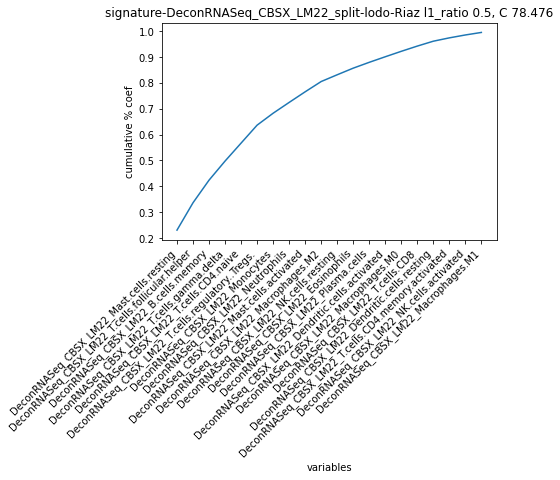 signature-DeconRNASeq_CBSX_LM22_split-lodo-Riaz l1_ratio 0.5, C 78.476
cumulative % coef
1.0
0.9
0.8
0.7
0.6
0.5
0.4
0.3
0.2
DeconRNASeq_CBSX_LM22_Mast.cells.resting
DeconRNASeq_CBSX_LM22_T.cells.follicular.helper
DeconRNASeq_CBSX_LM22_B.cells.memory
DeconRNASeq_CBSX_LM22_T.cells.gamma.delta
DeconRNASeq_CBSX_LM22_T.cells.CD4.naive
DeconRNASeq_CBSX_LM22_T.cells.regulatory..Tregs.
DeconRNASeq_CBSX_LM22_Monocytes
DeconRNASeq_CBSX_LM22_Neutrophils
DeconRNASeq_CBSX_LM22_Mast.cells.activated
DeconRNASeq_CBSX_LM22_Macrophages.M2
DeconRNASeq_CBSX_LM22_NK.cells.resting
DeconRNASeq_CBSX_LM22_Eosinophils
DeconRNASeq_CBSX_LM22_Plasma.cells
DeconRNASeq_CBSX_LM22_Dendritic.cells.activated
DeconRNASeq_CBSX_LM22_Macrophages.M0
DeconRNASeq_CBSX_LM22_T.cells.CD8
DeconRNASeq_CBSX_LM22_Dendritic.cells.resting
DeconRNASeq_CBSX_LM22_T.cells.CD4.memory.activated
DeconRNASeq_CBSX_LM22_NK.cells.activated
DeconRNASeq_CBSX_LM22_Macrophages.M1
variables